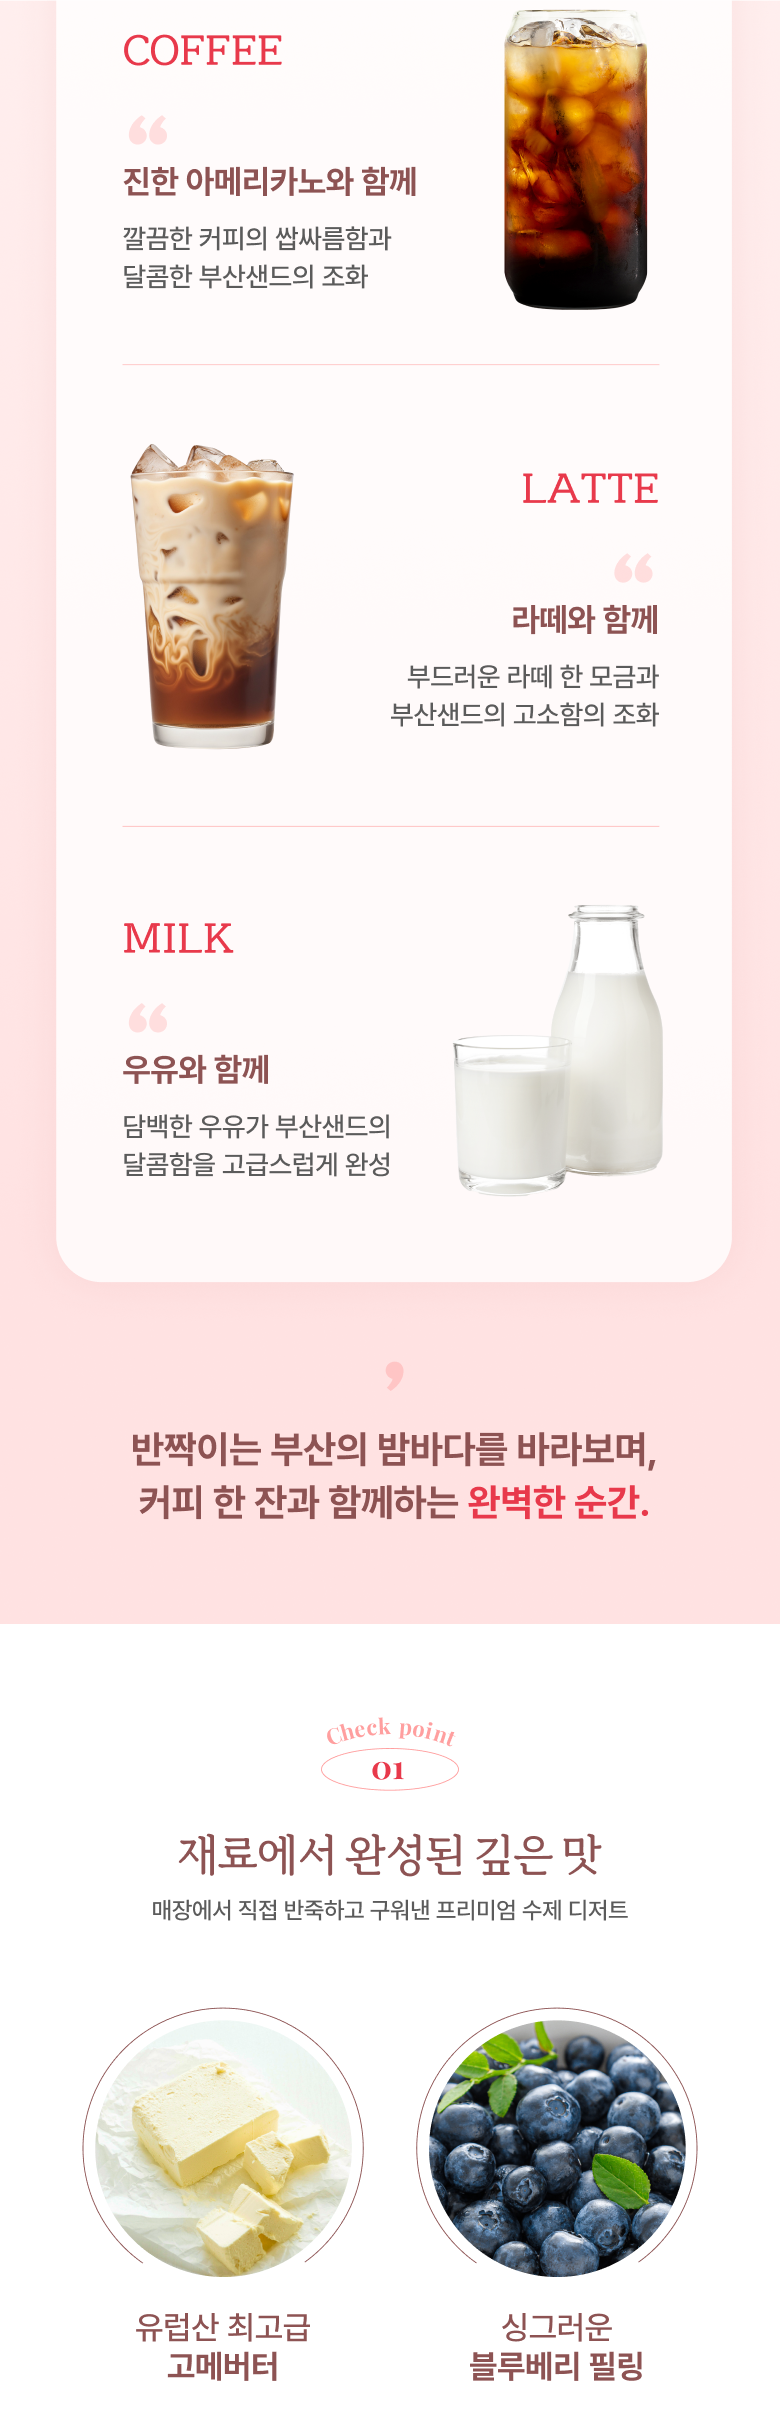 COFFEE
“
진한 아메리카노와 함께
깔끔한 커피의 쌉싸름함과
달콤한 부산샌드의 조화
LATTE
“
라떼와 함께
부드러운 라떼 한 모금과
부산샌드의 고소함의 조화
MILK
“
우유와 함께
담백한 우유가 부산샌드의
달콤함을 고급스럽게 완성
’
반짝이는 부산의 밤바다를 바라보며,
커피 한 잔과 함께하는 완벽한 순간.
Check point
01
재료에서 완성된 깊은 맛
매장에서 직접 반죽하고 구워낸 프리미엄 수제 디저트
유럽산 최고급
고메버터
싱그러운
블루베리 필링